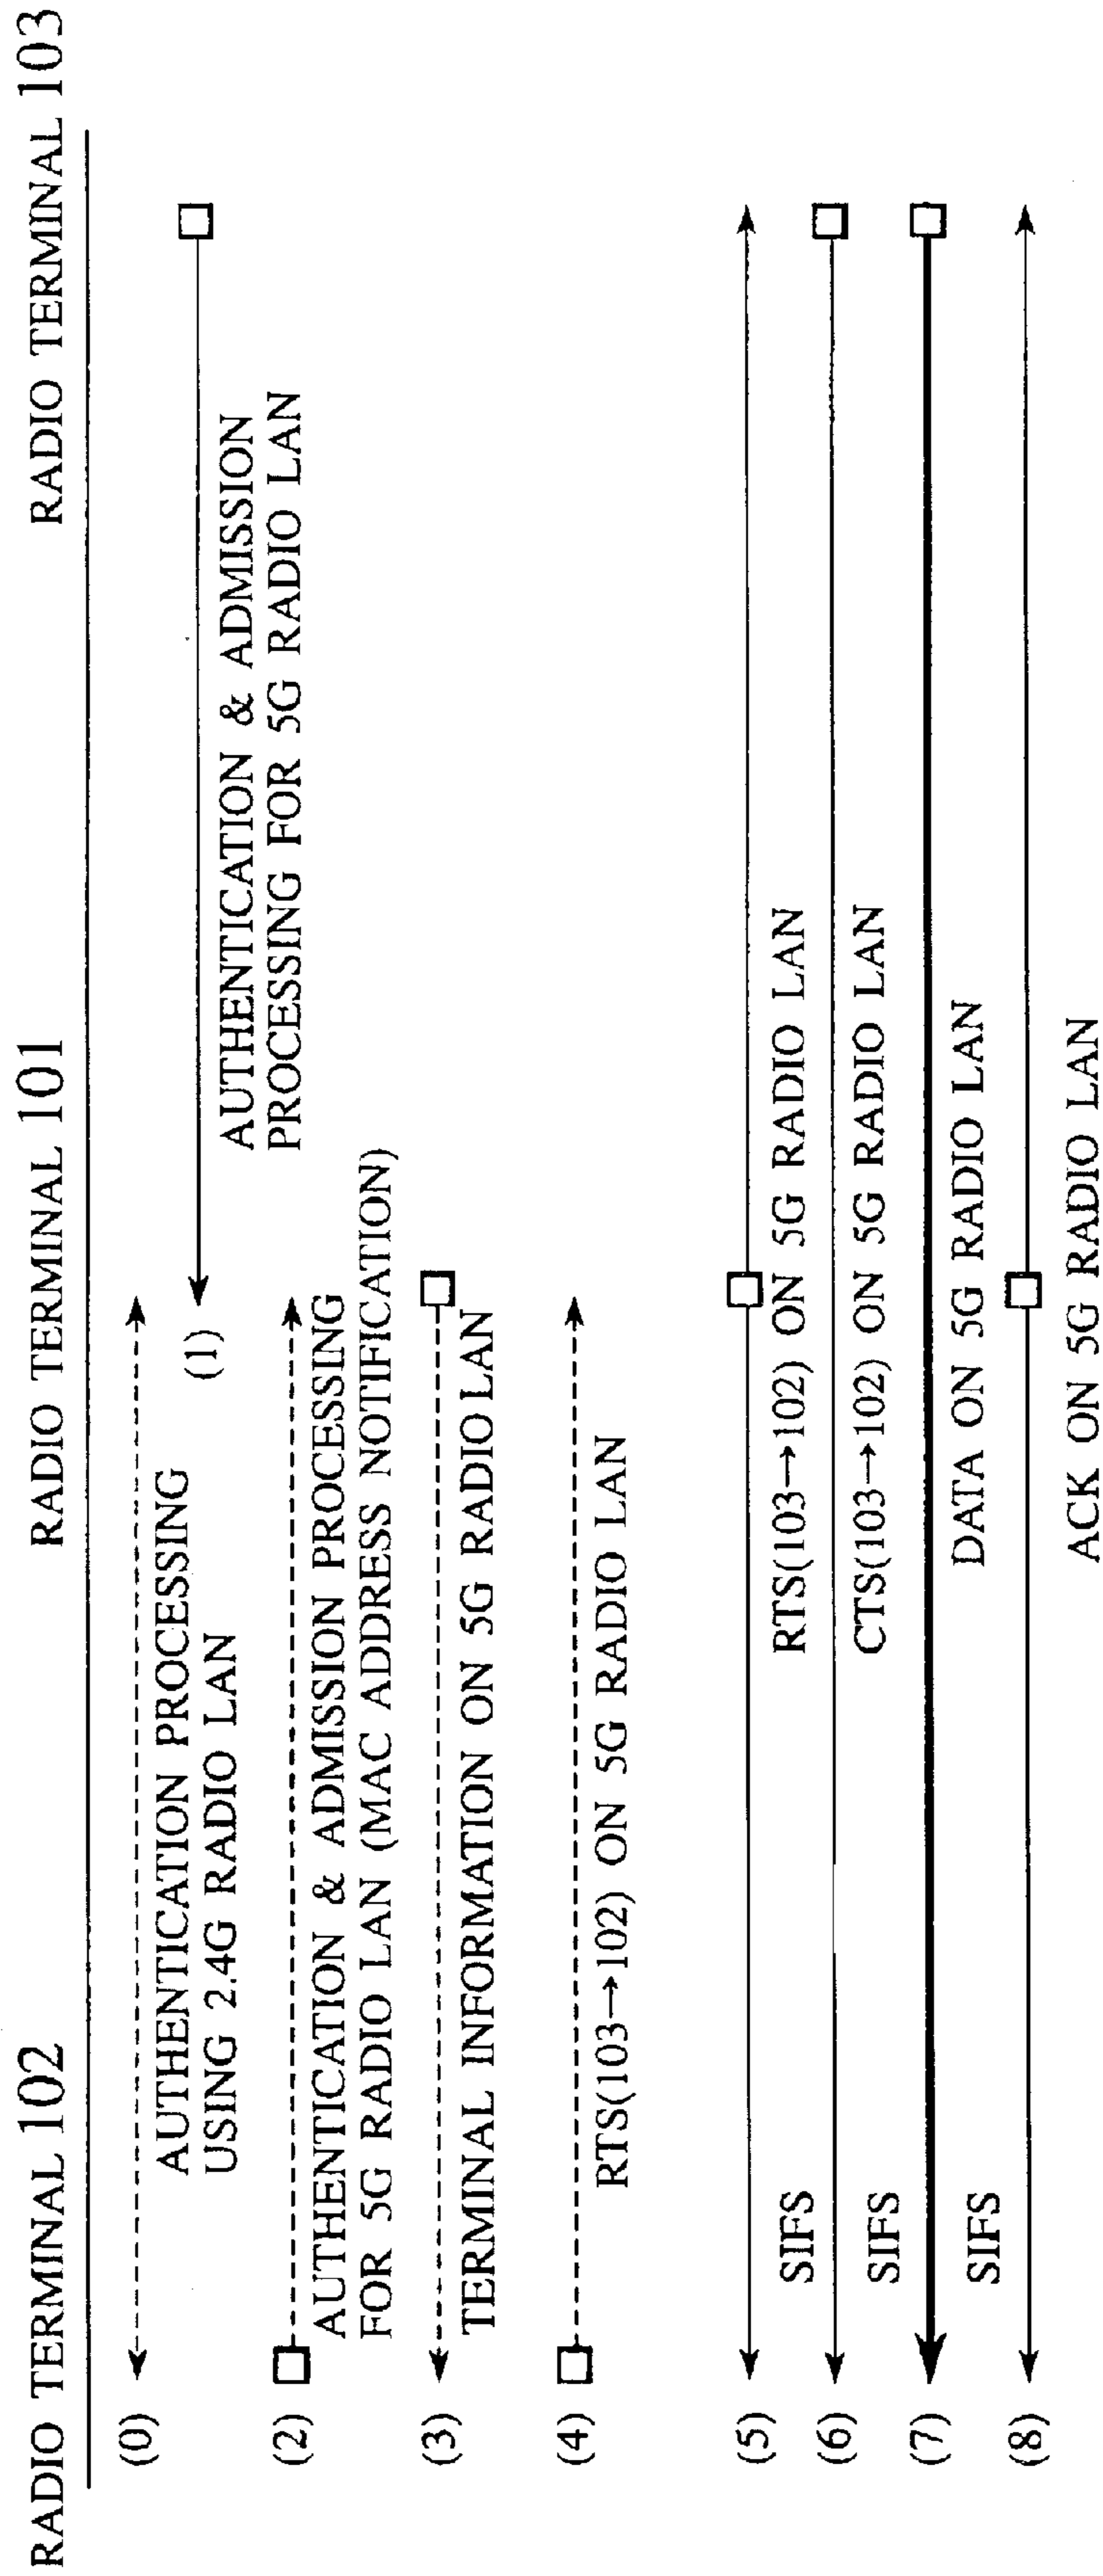 RADIO TERMINAL 102
RADIO TERMINAL 101
RADIO TERMINAL 103
(0)
AUTHENTICATION PROCESSING
USING 2.4G RADIO LAN
(1)
AUTHENTICATION & ADMISSION
PROCESSING FOR 5G RADIO LAN
(2)
AUTHENTICATION & ADMISSION PROCESSING
FOR 5G RADIO LAN (MAC ADDRESS NOTIFICATION)
(3)
TERMINAL INFORMATION ON 5G RADIO LAN
(4)
RTS(103→102) ON 5G RADIO LAN
(5)
SIFS
RTS(103→102) ON 5G RADIO LAN
(6)
SIFS
CTS(103→102) ON 5G RADIO LAN
(7)
SIFS
DATA ON 5G RADIO LAN
(8)
ACK ON 5G RADIO LAN